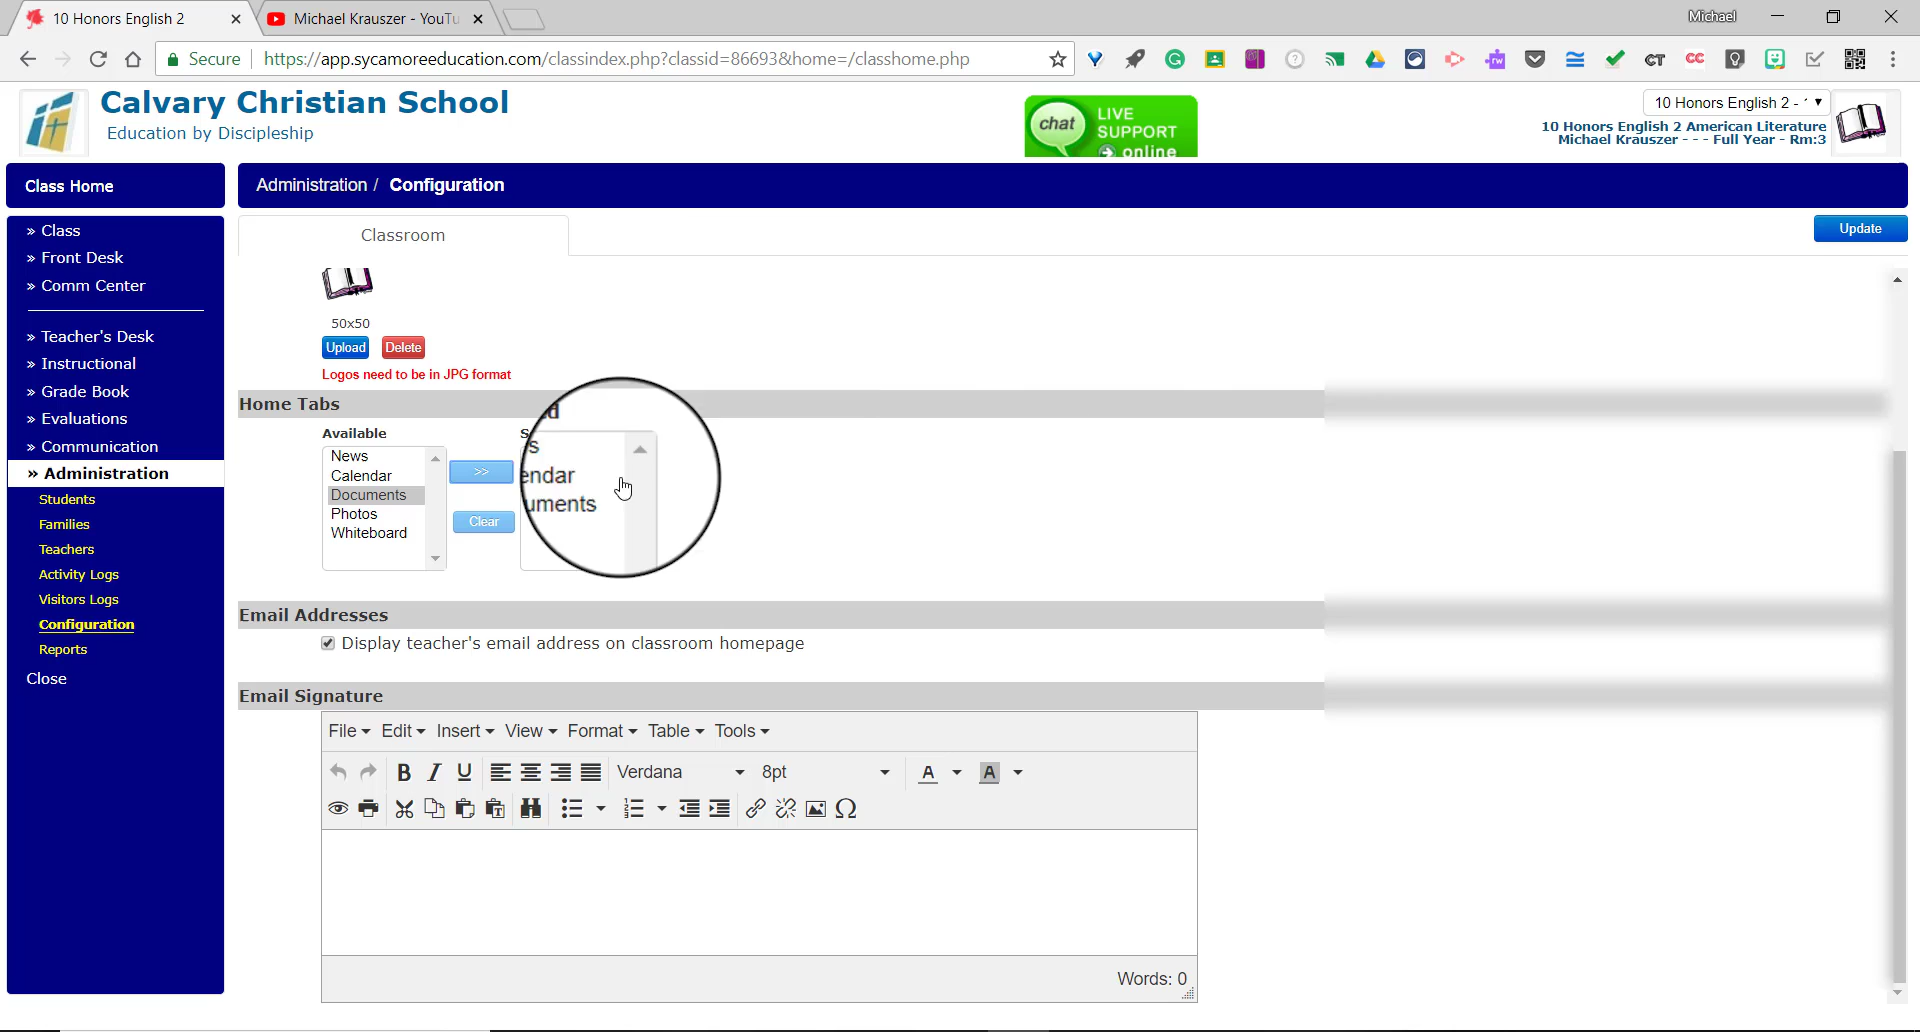 10 Honors English 2
Michael Krauszer - YouTu
Michael
Secure
https://app.sycamoreeducation.com/classindex.php?classid=86693&home=/classhome.php
Calvary Christian School
Education by Discipleship
chat
LIVE
SUPPORT
online
10 Honors English 2 -
10 Honors English 2 American Literature
Michael Krauszer - - - Full Year - Rm:3
Class Home
Administration / Configuration
» Class
» Front Desk
» Comm Center
» Teacher's Desk
» Instructional
» Grade Book
» Evaluations
» Communication
» Administration
Students
Families
Teachers
Activity Logs
Visitors Logs
Configuration
Reports
Close
Classroom
Update
50x50
Upload
Delete
Logos need to be in JPG format
Home Tabs
Available
News
Calendar
Documents
Photos
Whiteboard
>>
Clear
ed
s
endar
uments
Email Addresses
Display teacher's email address on classroom homepage
Email Signature
File Edit Insert View Format Table Tools
B I U Verdana 8pt A A
Words: 0